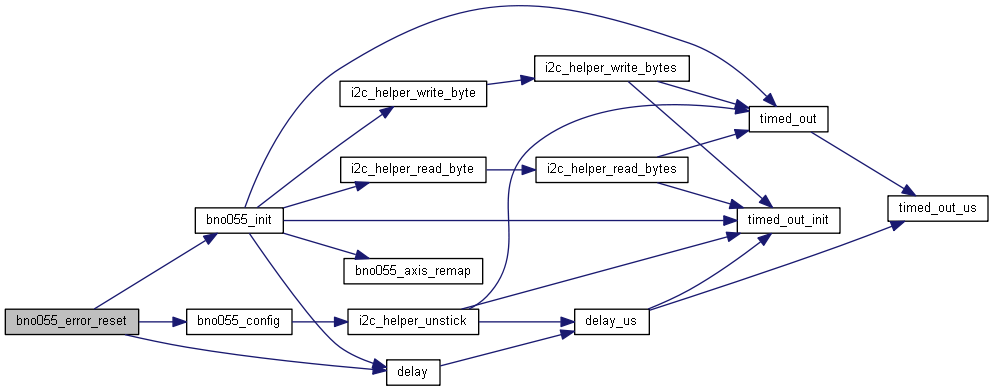 i2c_helper_write_bytes
i2c_helper_write_byte
timed_out
i2c_helper_read_byte
i2c_helper_read_bytes
timed_out_us
bno055_init
timed_out_init
bno055_axis_remap
bno055_error_reset
bno055_config
i2c_helper_unstick
delay_us
delay